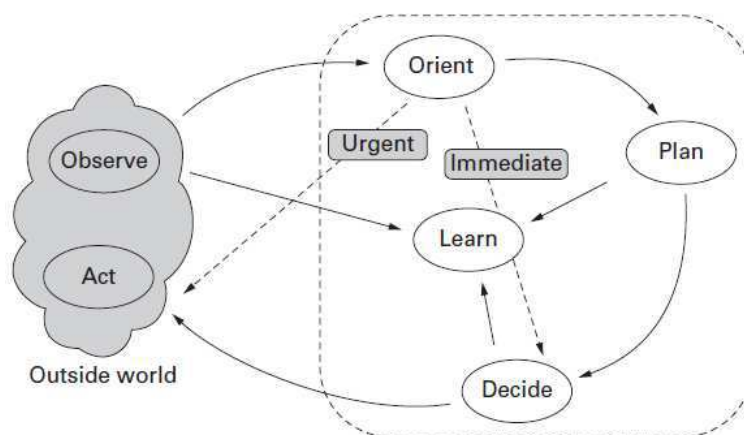 Orient
Observe
Urgent
Immediate
Plan
Learn
Act
Outside world
Decide